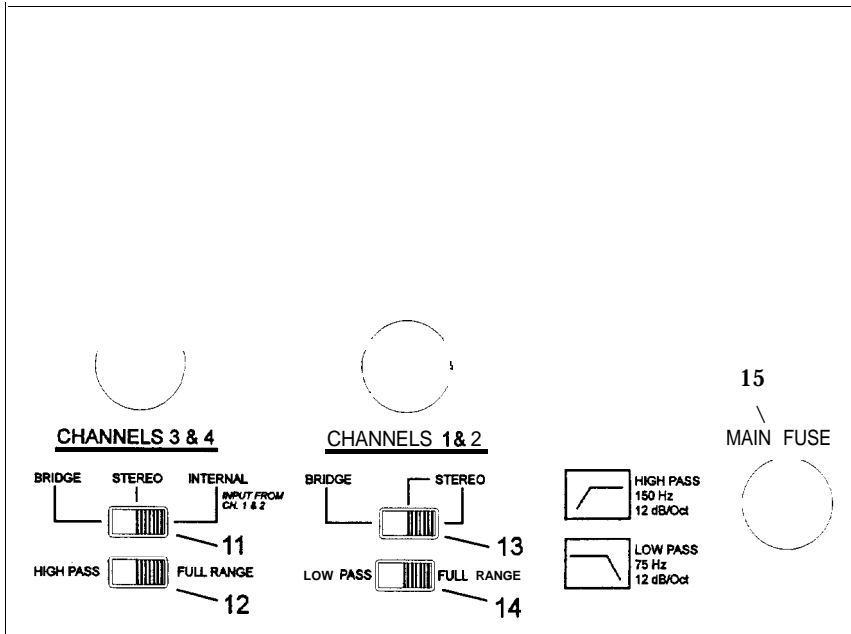 15
MAIN FUSE
CHANNELS 3 & 4
CHANNELS 1 & 2
BRIDGE STEREO INTERNAL
INPUT FROM
CH. 1 & 2
11
HIGH PASS FULL RANGE
12
BRIDGE STEREO
13
LOW PASS FULL RANGE
14
HIGH PASS
150 Hz
12 dB/Oct
LOW PASS
75 Hz
12 dB/Oct